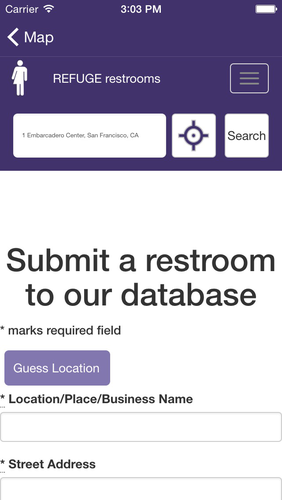 Carrier 3:03 PM
Map
REFUGE restrooms
1 Embarcadero Center, San Francisco, CA
Search
Submit a restroom
to our database
* marks required field
Guess Location
* Location/Place/Business Name
* Street Address